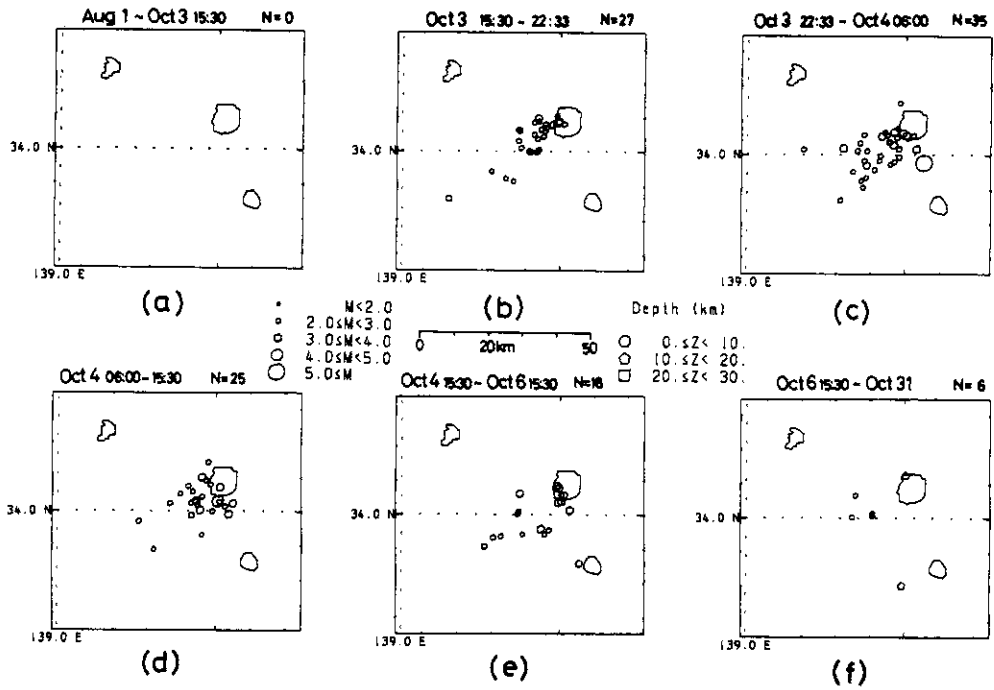 Aug 1 ~ Oct 3 15:30 N=0
34.0 N
139.0 E
(a)
Oct 3 15:30 - 22:33 N=27
34.0 N
139.0 E
(b)
Oct 3 22:33 - Oct 4 06:00 N=35
34.0 N
139.0 E
(c)
M<2.0
2.0≤M<3.0
3.0≤M<4.0
4.0≤M<5.0
5.0≤M
0 20km 50
Depth (km)
0.≤Z< 10.
10.≤Z< 20.
20.≤Z< 30.
Oct 4 06:00-15:30 N=25
34.0 N
139.0 E
(d)
Oct 4 15:30 ~ Oct 6 15:30
34.0 N
139.0 E
(e)
Oct 6 15:30 ~ Oct 31 N= 6
34.0 N
139.0 E
(f)